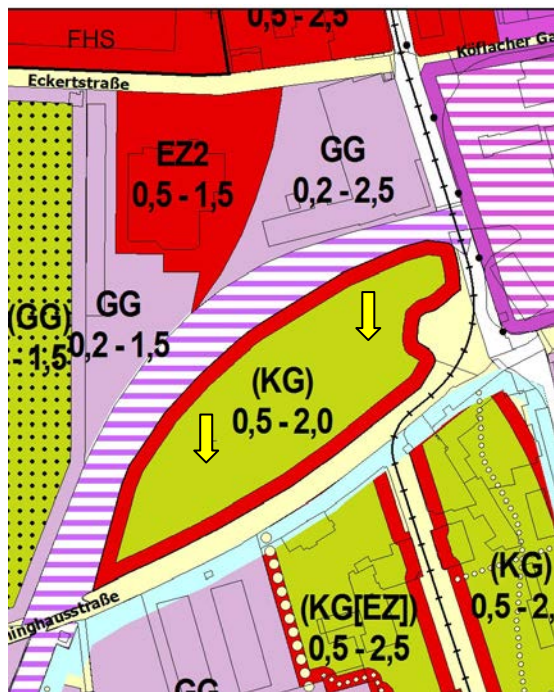 0,5 - 2,5
FHS
Köflacher Ga
Eckertstraße
EZ2
0,5 - 1,5
GG
0,2 - 2,5
(GG)
- 1,5
GG
0,2 - 1,5
(KG)
0,5 - 2,0
(KG)
0,5 - 2,
(KG[EZ])
0,5 - 2,5
ninghausstraße
GG